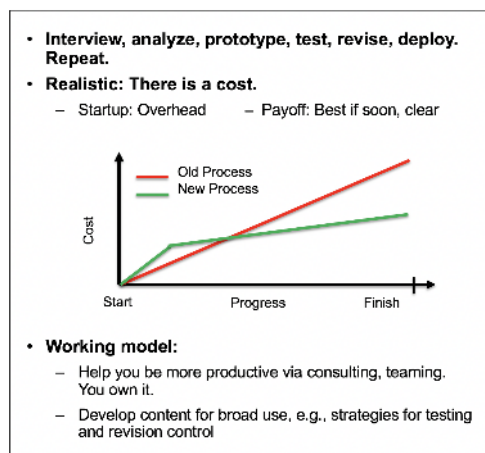 • Interview, analyze, prototype, test, revise, deploy.
Repeat.
• Realistic: There is a cost.
– Startup: Overhead – Payoff: Best if soon, clear
Old Process
New Process
Cost
Start Progress Finish
• Working model:
– Help you be more productive via consulting, teaming.
You own it.
– Develop content for broad use, e.g., strategies for testing
and revision control